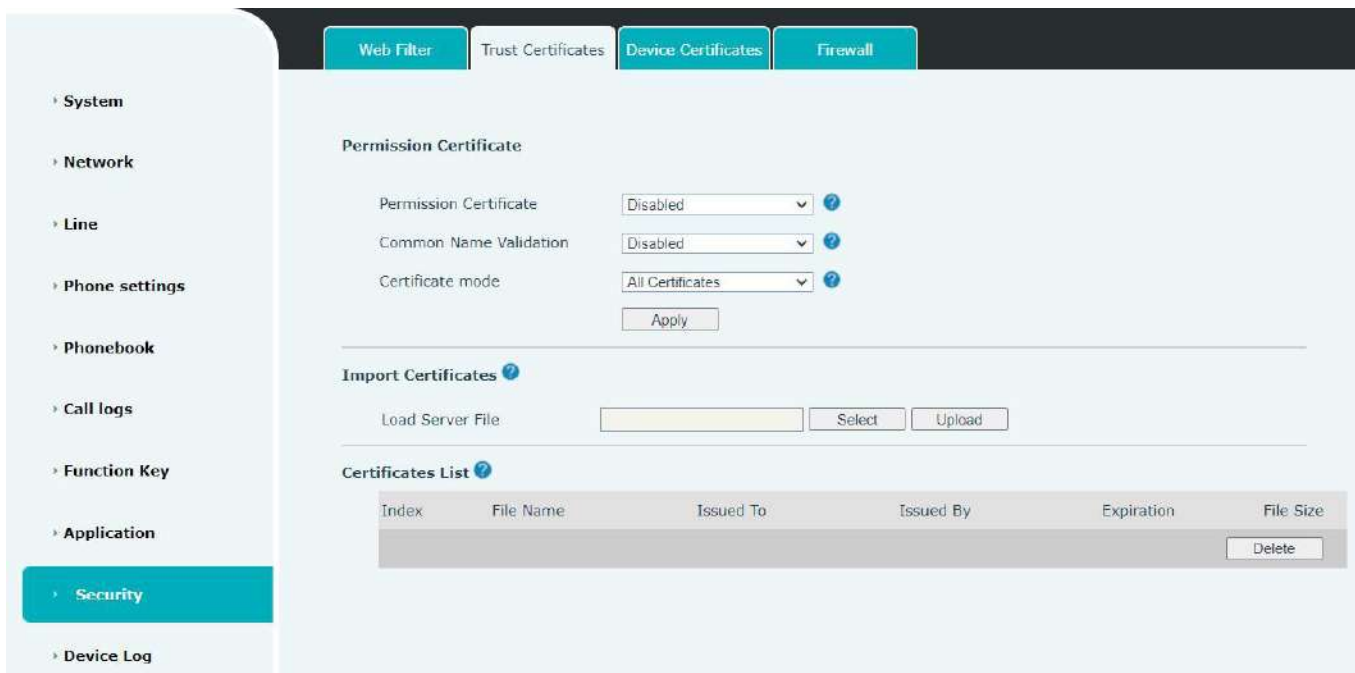 Web Filter Trust Certificates Device Certificates Firewall
System
Network
Line
Phone settings
Phonebook
Call logs
Function Key
Application
Security
Device Log
Permission Certificate
Permission Certificate Disabled
Common Name Validation Disabled
Certificate mode All Certificates
Apply
Import Certificates
Load Server File Select Upload
Certificates List
Index File Name Issued To Issued By Expiration File Size
Delete